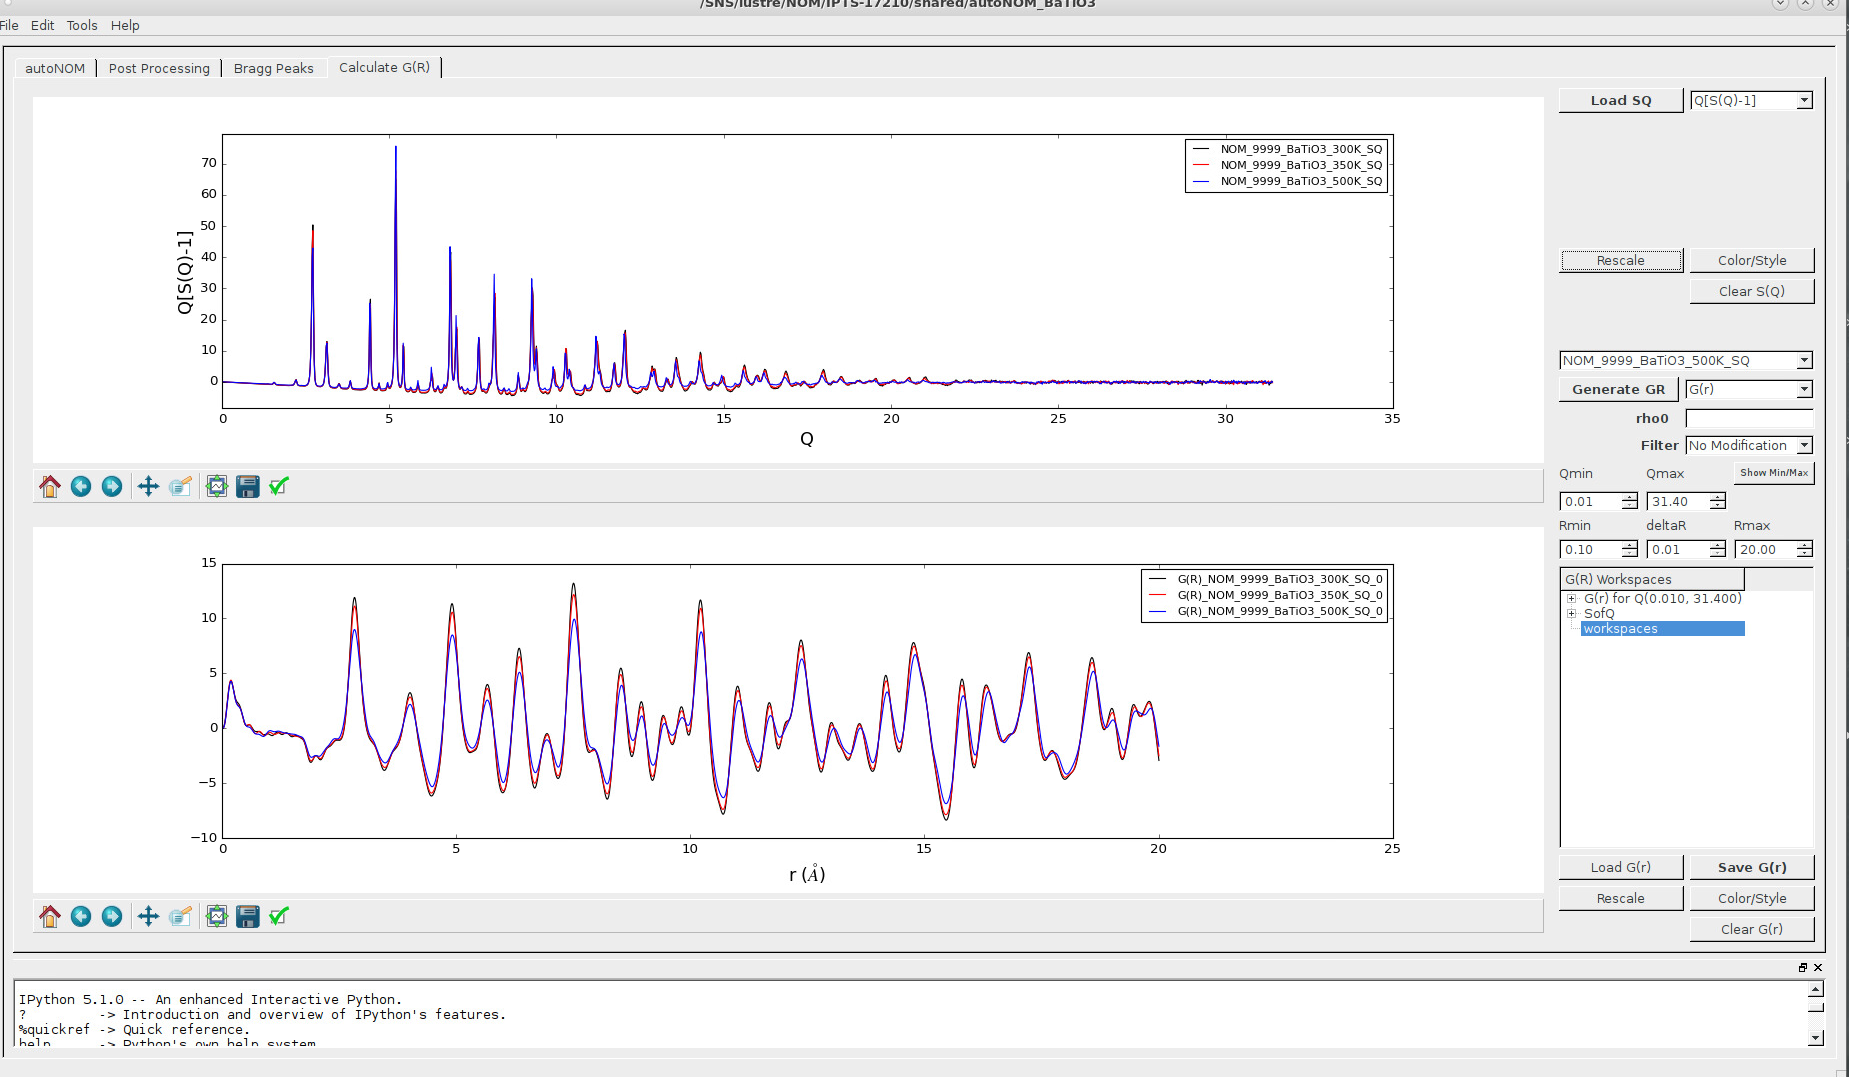 /SNS/lustre/NOM/IPTS-17210/shared/autoNOM_BaTiO3
File Edit Tools Help
autoNOM Post Processing Bragg Peaks Calculate G(R)
Load SQ Q[S(Q)-1]
NOM_9999_BaTiO3_300K_SQ
NOM_9999_BaTiO3_350K_SQ
NOM_9999_BaTiO3_500K_SQ
70
60
50
40
30
20
10
0
Q[S(Q)-1]
0 5 10 15 20 25 30 35
Q
Rescale Color/Style
Clear S(Q)
NOM_9999_BaTiO3_500K_SQ
Generate GR G(r)
rho0
Filter No Modification
Qmin Qmax Show Min/Max
0.01 31.40
Rmin deltaR Rmax
0.10 0.01 20.00
G(R)_NOM_9999_BaTiO3_300K_SQ_0
G(R)_NOM_9999_BaTiO3_350K_SQ_0
G(R)_NOM_9999_BaTiO3_500K_SQ_0
15
10
5
0
−5
−10
0 5 10 15 20 25
r (Å)
G(R) Workspaces
G(r) for Q(0.010, 31.400)
SofQ
workspaces
Load G(r) Save G(r)
Rescale Color/Style
Clear G(r)
IPython 5.1.0 -- An enhanced Interactive Python.
? -> Introduction and overview of IPython's features.
%quickref -> Quick reference.
help -> Python's own help system